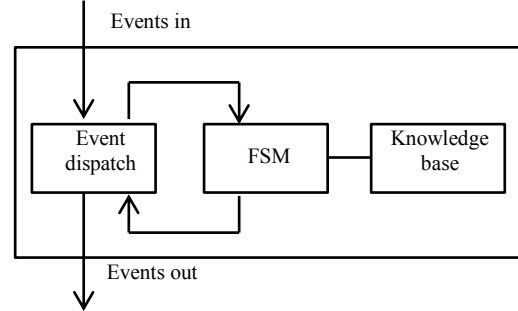 Events in
Event
dispatch
FSM
Knowledge
base
Events out